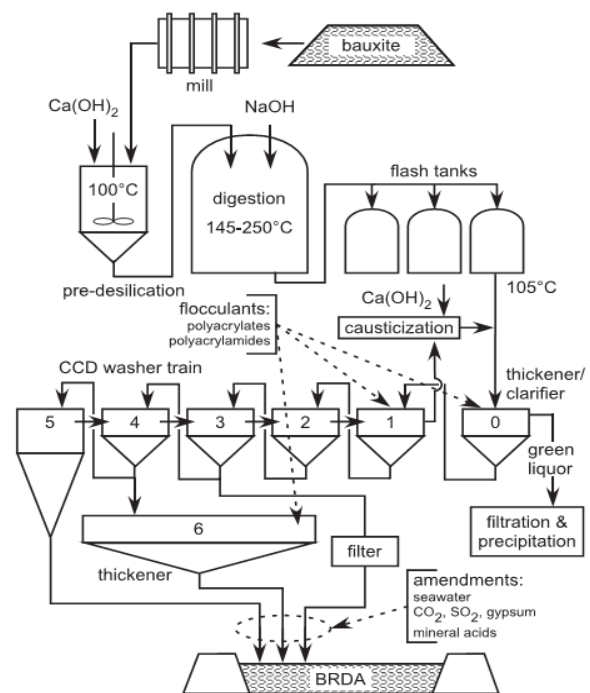 bauxite
mill
Ca(OH)2
NaOH
100°C
digestion
145-250°C
flash tanks
pre-desilication
105°C
flocculants:
polyacrylates
polyacrylamides
Ca(OH)2
causticization
CCD washer train
thickener/
clarifier
5
4
3
2
1
0
green
liquor
6
filter
filtration &
precipitation
thickener
amendments:
seawater
CO2, SO2, gypsum
mineral acids
BRDA